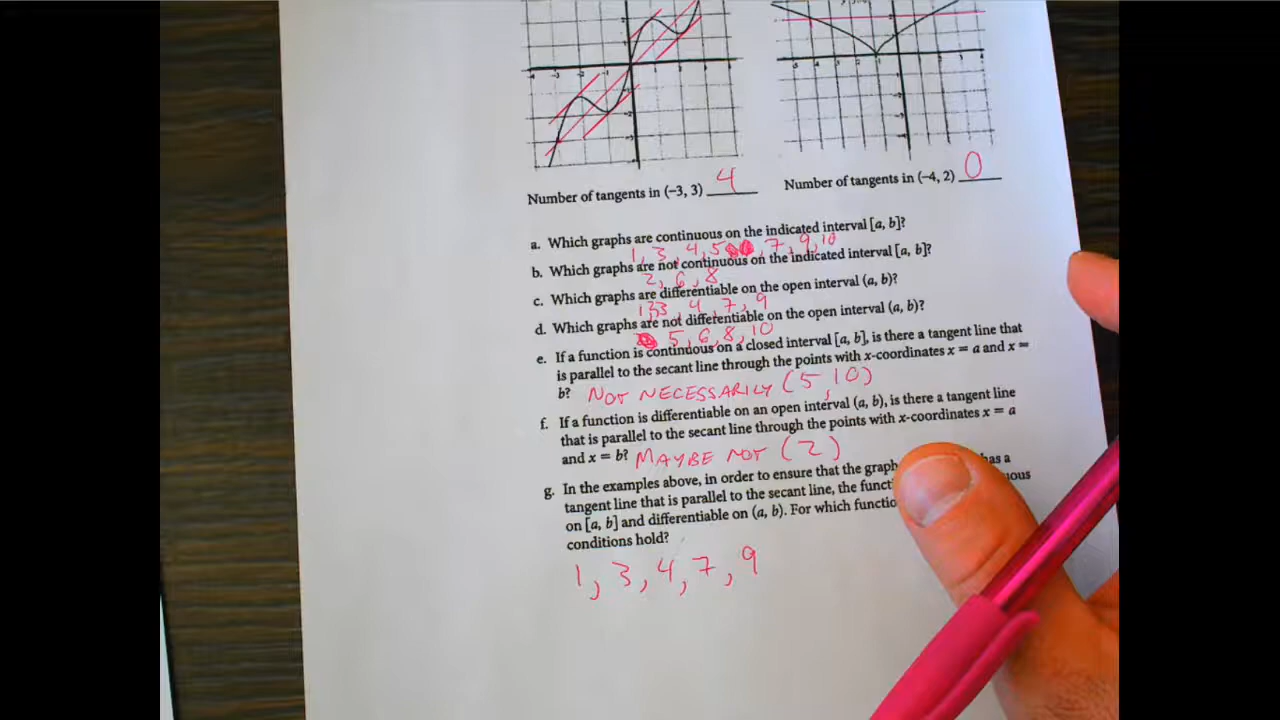 Number of tangents in (−3, 3) 4
Number of tangents in (−4, 2) 0
a. Which graphs are continuous on the indicated interval [a, b]?
1, 3, 4, 5, 7, 9, 10
b. Which graphs are not continuous on the indicated interval [a, b]?
2, 6, 8
c. Which graphs are differentiable on the open interval (a, b)?
4, 7, 9
d. Which graphs are not differentiable on the open interval (a, b)?
5, 6, 8, 10
e. If a function is continuous on a closed interval [a, b], is there a tangent line that
is parallel to the secant line through the points with x-coordinates x = a and x =
b? NOT NECESSARILY (5, 10)
f. If a function is differentiable on an open interval (a, b), is there a tangent line
that is parallel to the secant line through the points with x-coordinates x = a
and x = b? MAYBE NOT (2)
g. In the examples above, in order to ensure that the graph has a
tangent line that is parallel to the secant line, the
on [a, b] and differentiable on (a, b). For which
conditions hold?
1, 3, 4, 7, 9